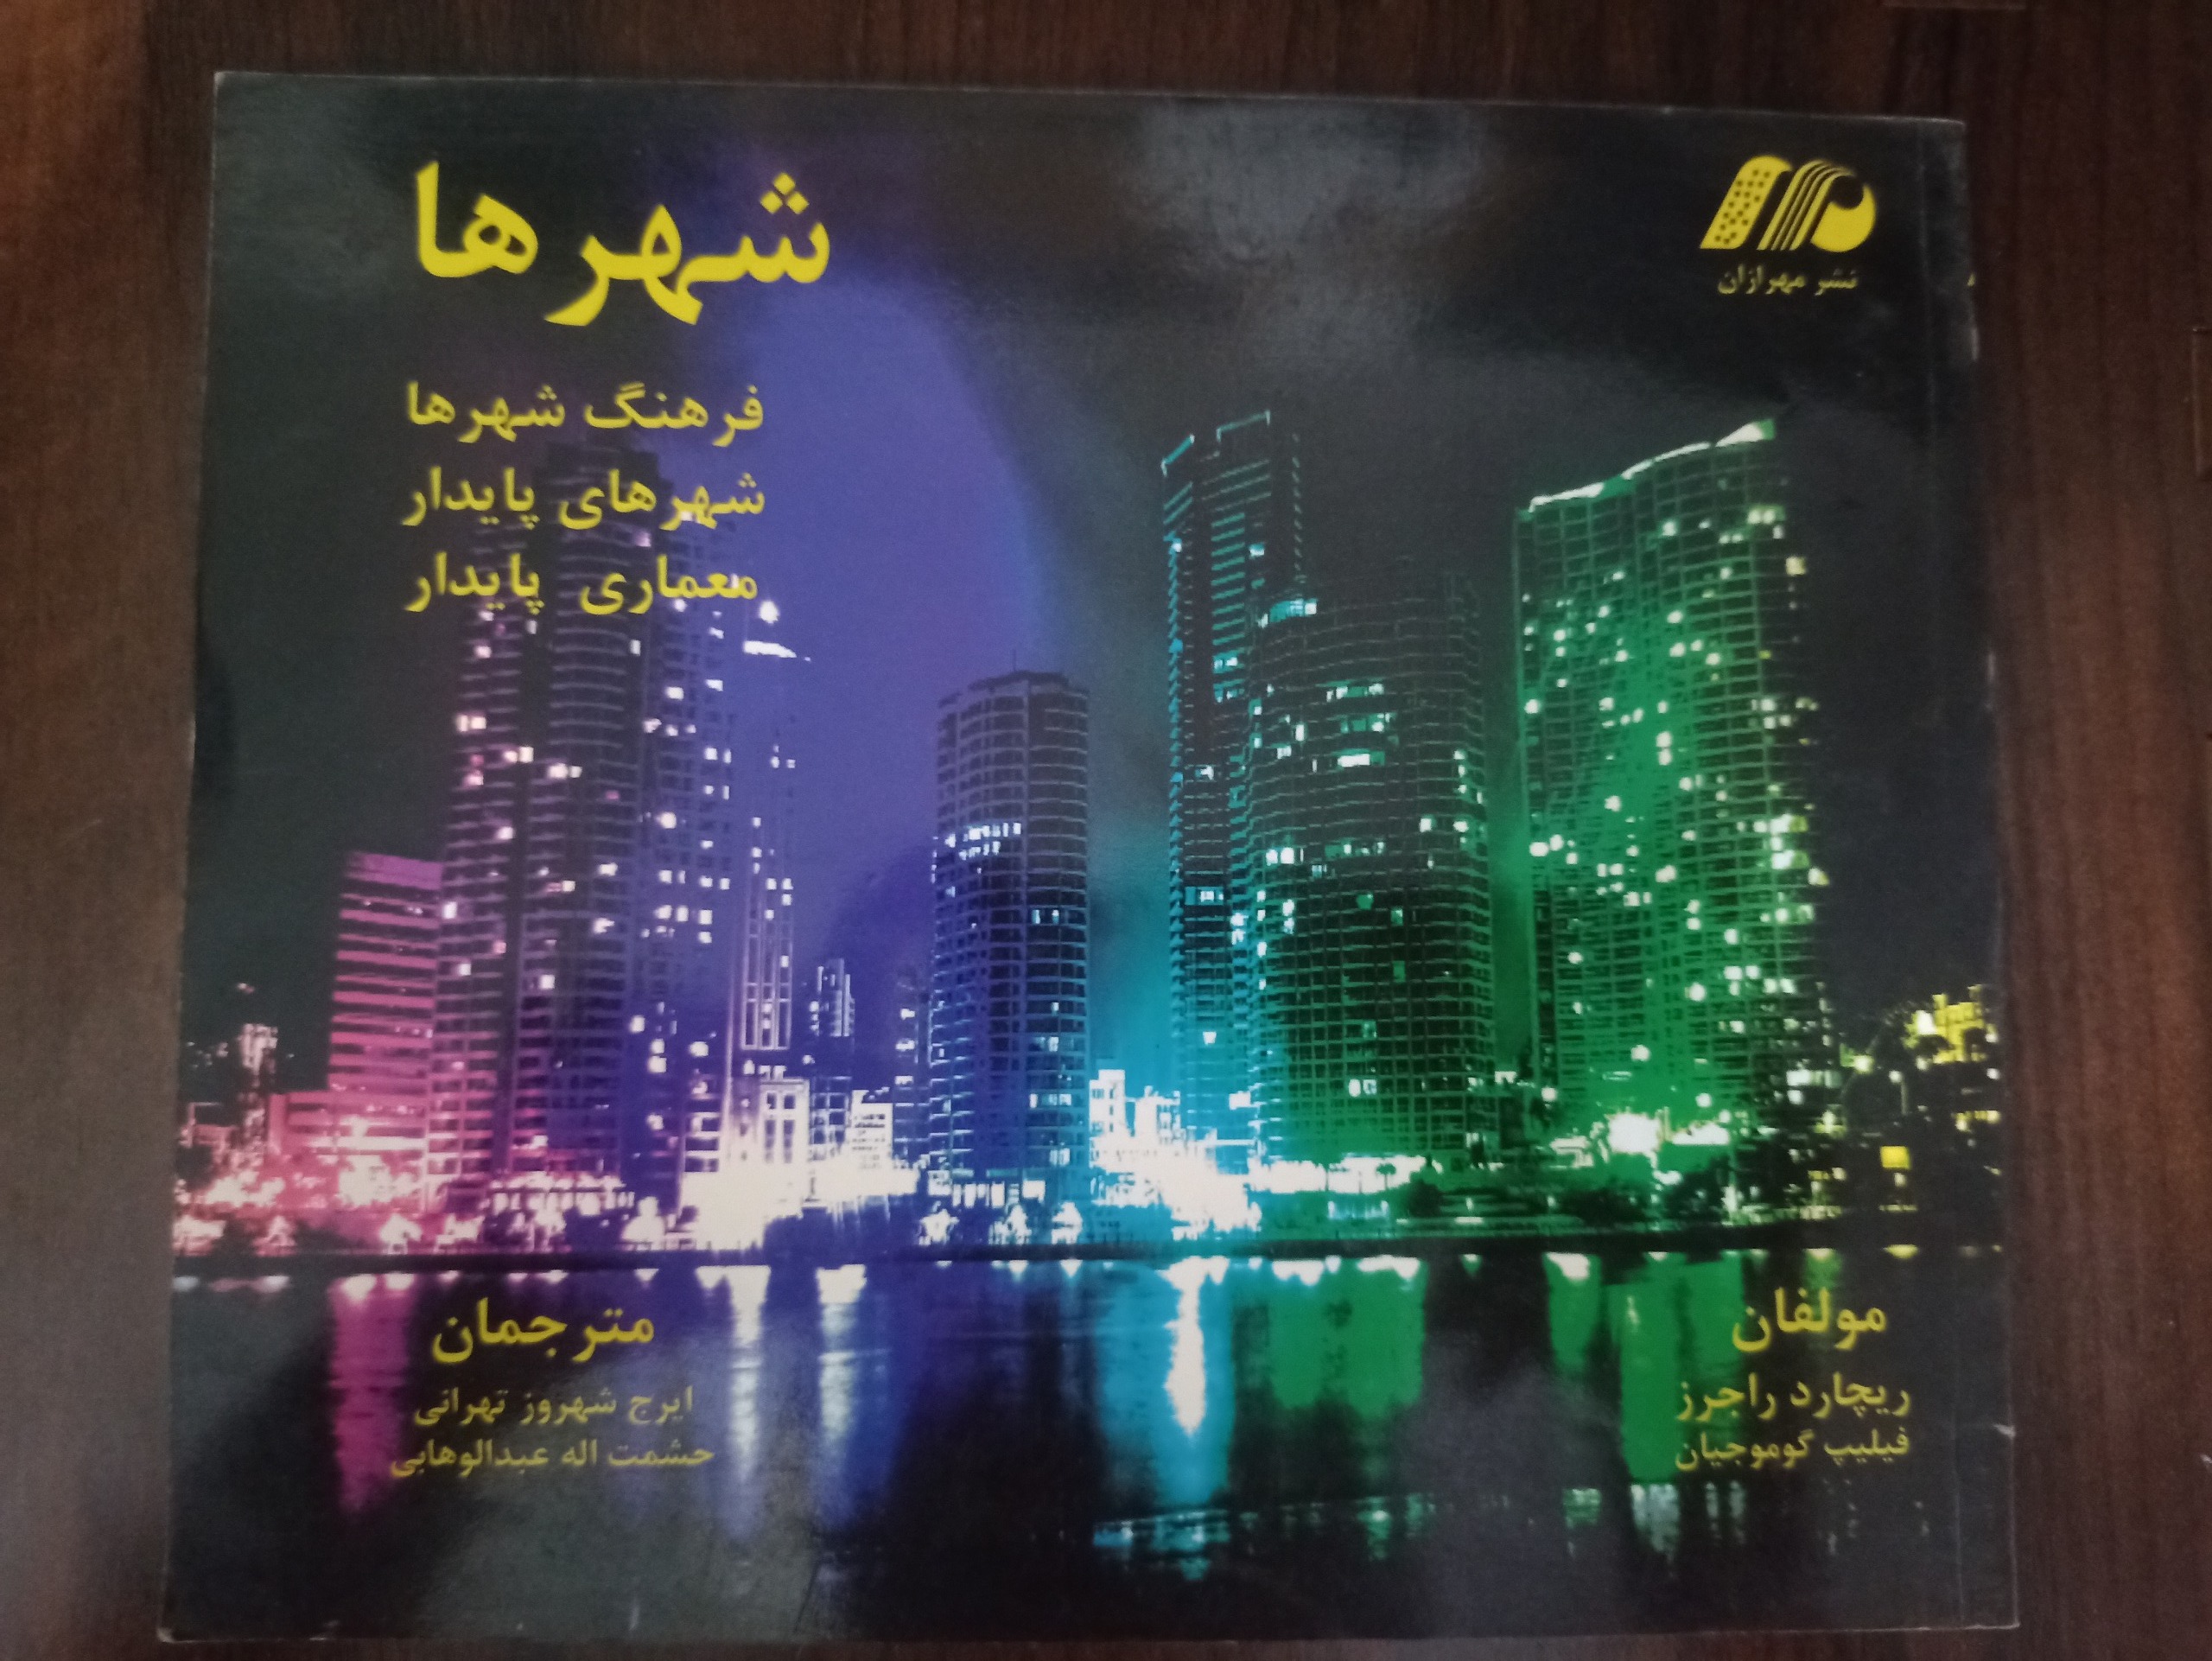 نشر مهرازان
شهرها
فرهنگ شهرها
شهرهای پایدار
معماری پایدار
مولفان
ریچارد راجرز
فیلیپ گوموجیان
مترجمان
ایرج شهروز تهرانی
حشمت اله عبدالوهابی